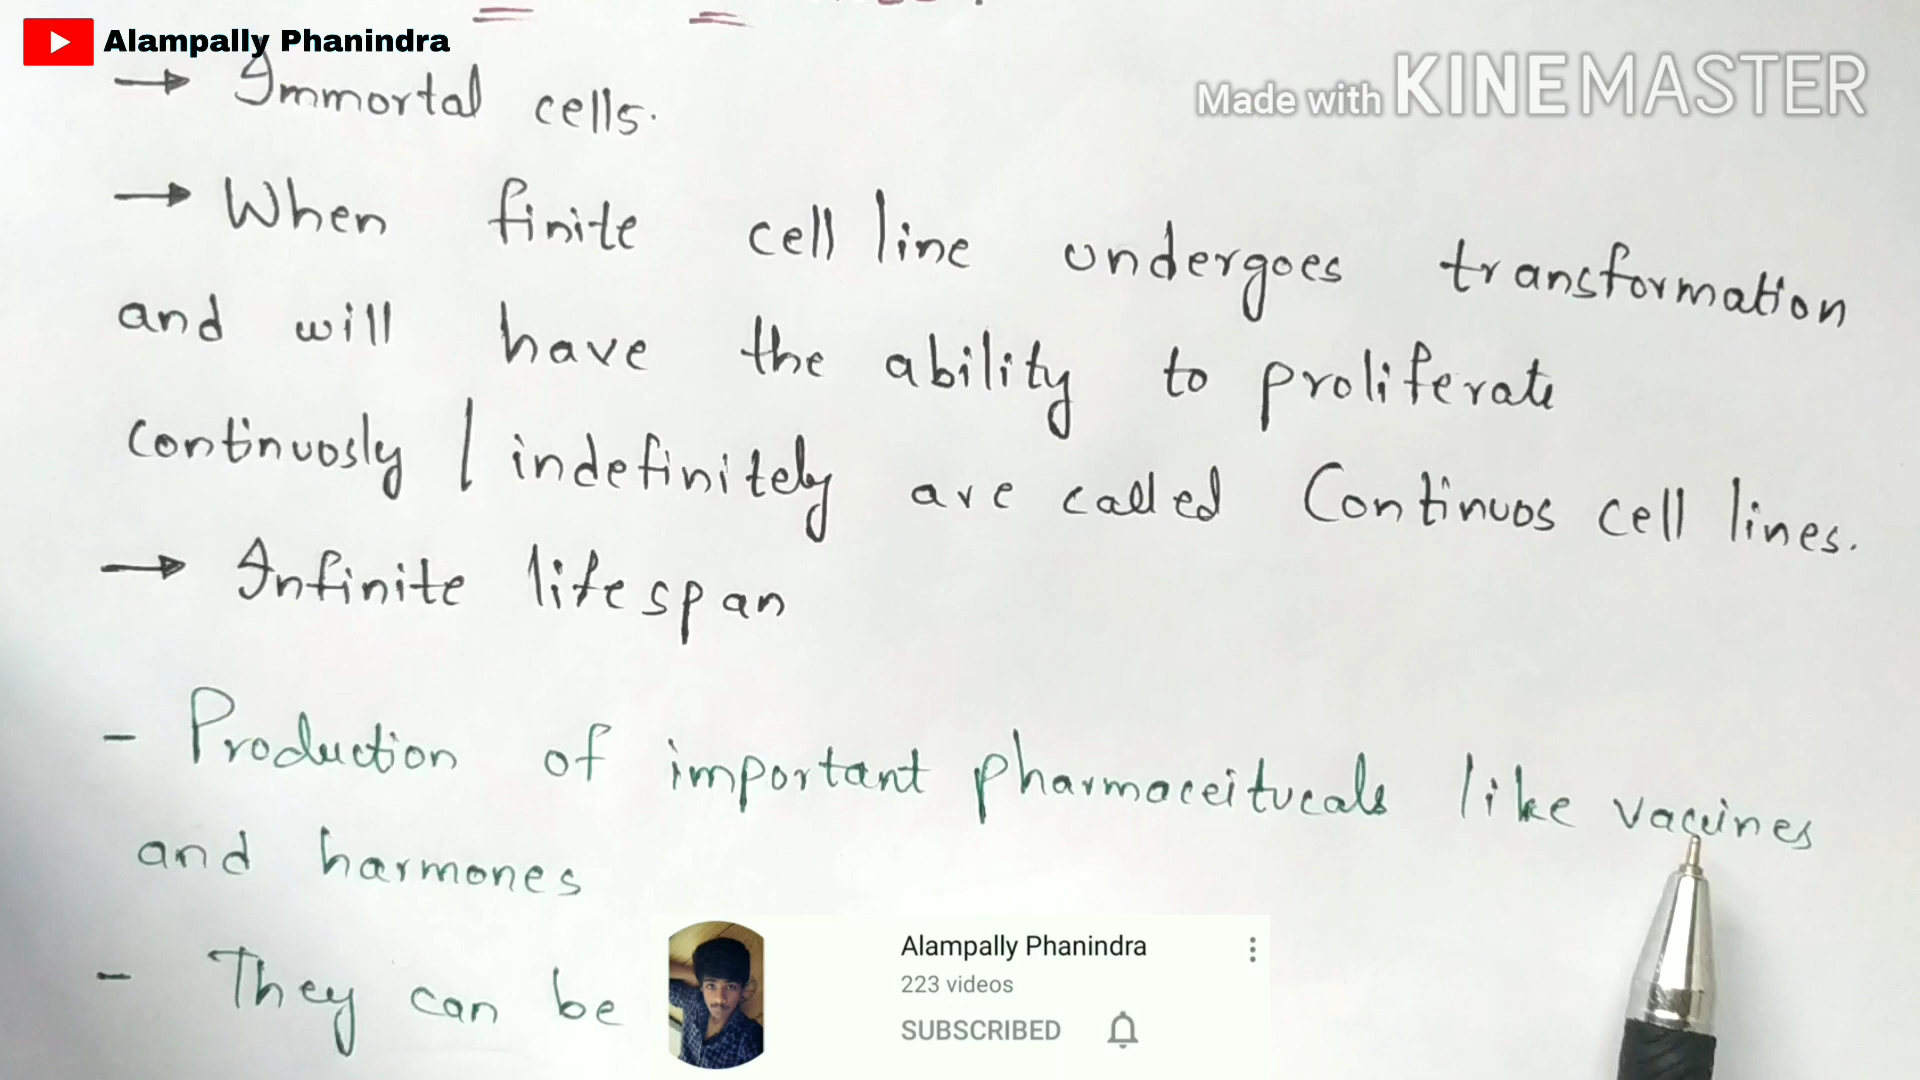 Alampally Phanindra
Made with KINEMASTER
→ Immortal cells.
→ When finite cell line undergoes transformation
and will have the ability to proliferate
continuosly / indefinitely are called Continuos cell lines.
→ Infinite lifespan
- Production of important pharmaceitucals like vaccines
and harmones
- They can be
Alampally Phanindra
223 videos
SUBSCRIBED